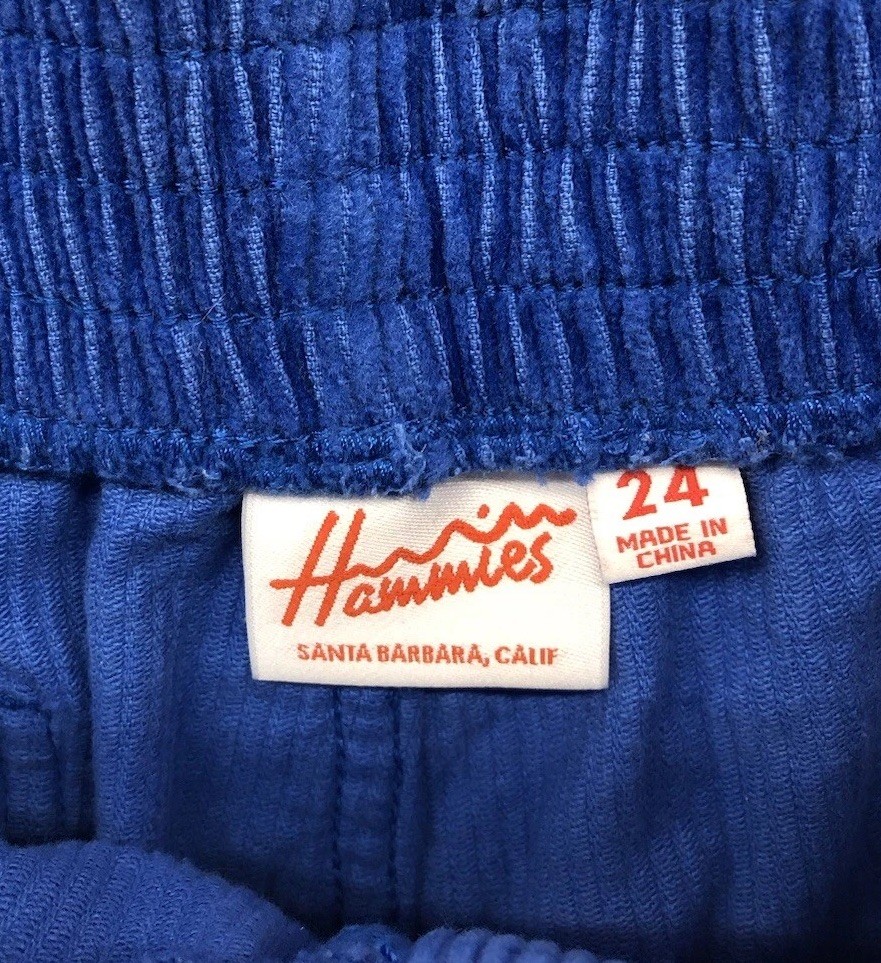 Hammies
SANTA BARBARA, CALIF
24
MADE IN
CHINA